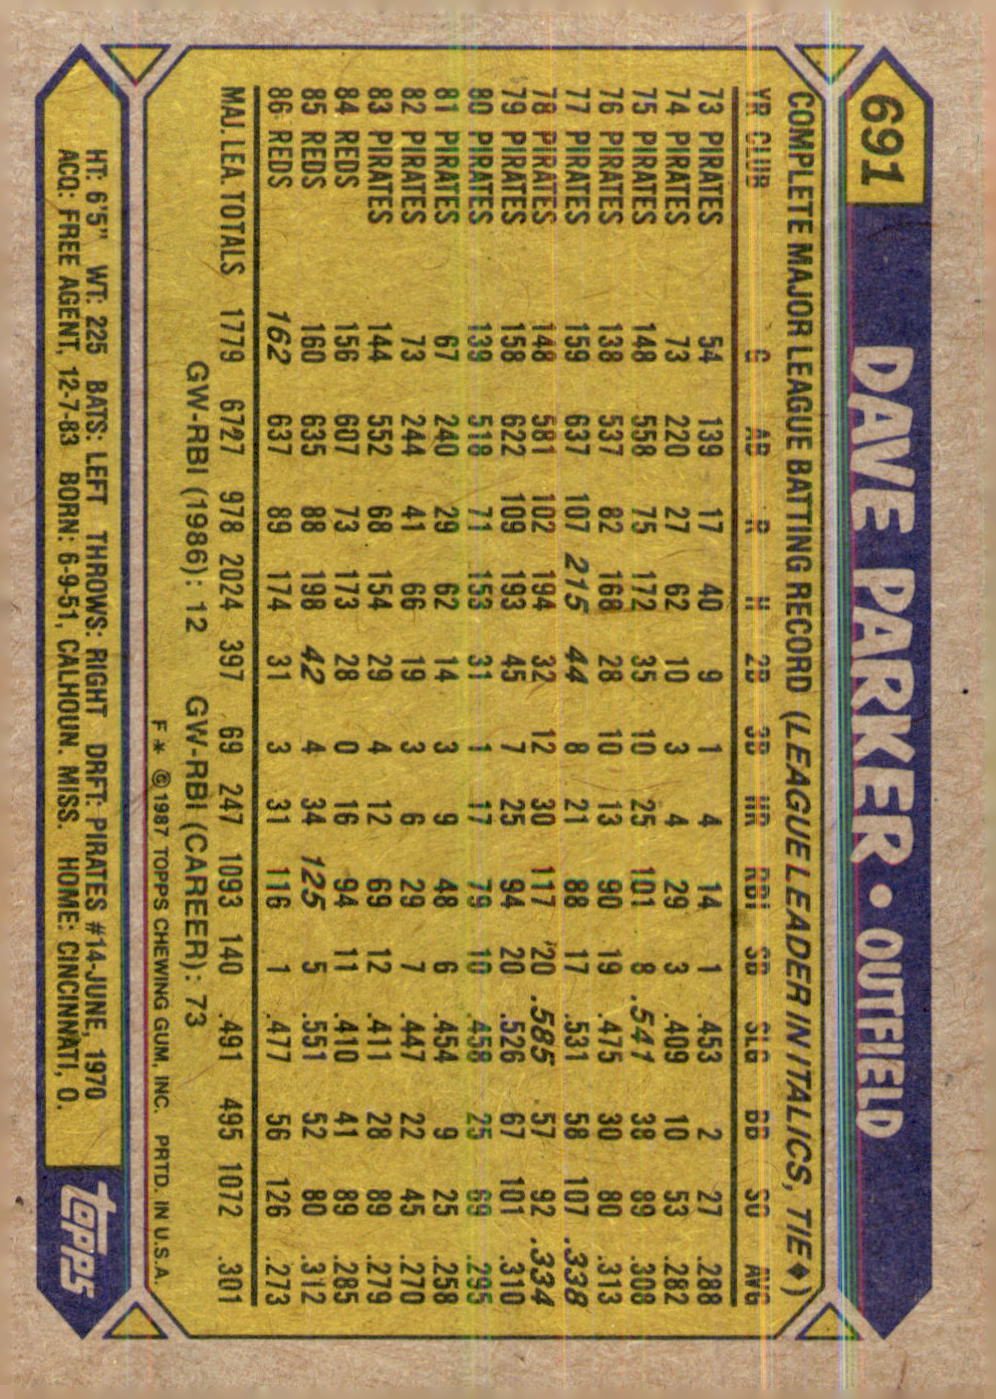 691 DAVE PARKER • OUTFIELD
COMPLETE MAJOR LEAGUE BATTING RECORD (LEAGUE LEADER IN ITALICS, TIE ♦)
YR CLUB G AB R H 2B 3B HR RBI SB SLG BB SO AVG
73 PIRATES 54 139 17 40 9 1 4 14 1 .453 2 27 .288
74 PIRATES 73 220 27 62 10 3 4 29 3 .409 10 53 .282
75 PIRATES 148 558 75 172 35 10 25 101 8 .547 38 89 .308
76 PIRATES 138 537 82 168 28 10 13 90 19 .475 30 80 .313
77 PIRATES 159 637 107 215 44 8 21 88 17 .531 58 107 .338
78 PIRATES 148 581 102 194 32 12 30 117 20 .585 57 92 .334
79 PIRATES 158 622 109 193 45 7 25 94 20 .526 67 101 .310
80 PIRATES 139 518 71 153 31 1 17 79 10 .458 25 69 .295
81 PIRATES 67 240 29 62 14 3 9 48 6 .454 9 25 .258
82 PIRATES 73 244 41 66 19 3 6 29 7 .447 22 45 .270
83 PIRATES 144 552 68 154 29 4 12 69 12 .411 28 89 .279
84 REDS 156 607 73 173 28 0 16 94 11 .410 41 89 .285
85 REDS 160 635 88 198 42 4 34 125 5 .551 52 80 .312
86 REDS 162 637 89 174 31 3 31 116 1 .477 56 126 .273
MAJ. LEA. TOTALS 1779 6727 978 2024 397 69 247 1093 140 .491 495 1072 .301
GW-RBI (1986): 12 GW-RBI (CAREER): 73
F* ©1987 TOPPS CHEWING GUM, INC. PRTD. IN U.S.A.
HT: 6'5" WT: 225 BATS: LEFT THROWS: RIGHT DRFT: PIRATES #14-JUNE, 1970
ACQ: FREE AGENT, 12-7-83 BORN: 6-9-51, CALHOUN, MISS. HOME: CINCINNATI, O.
topps